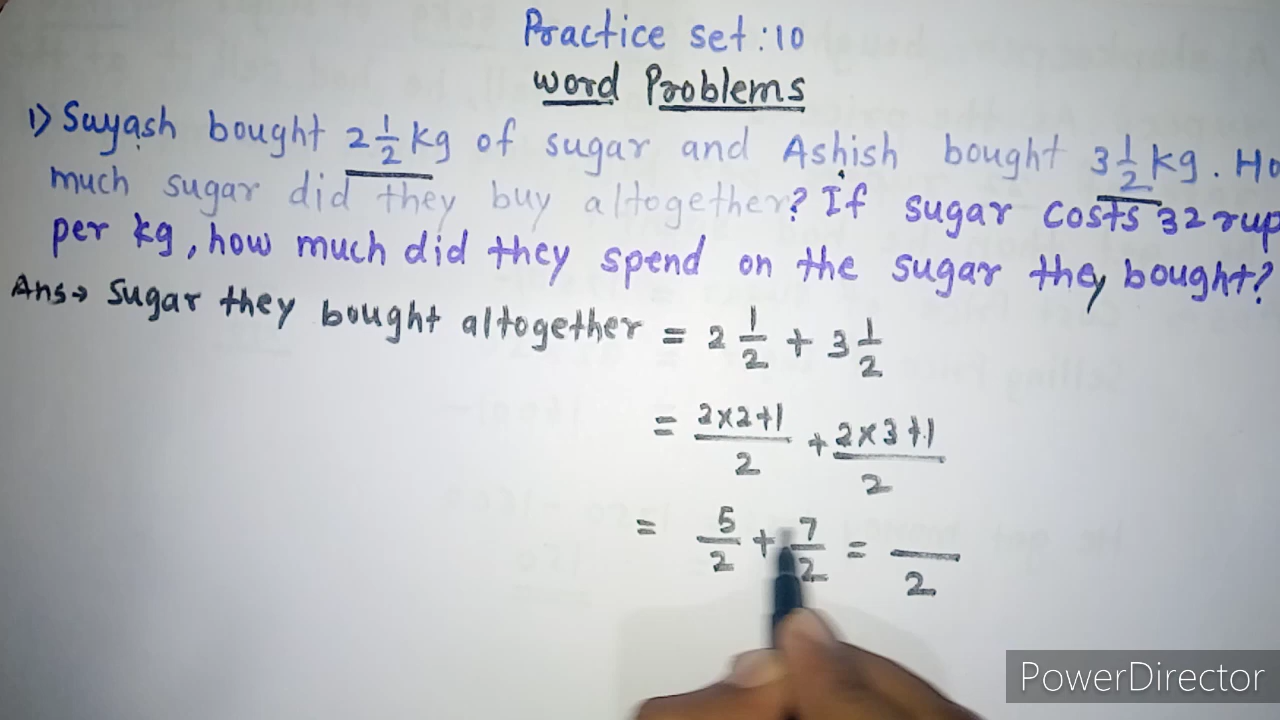 Practice set:10
Word Problems
1) Suyash bought 2 1/2 kg of sugar and Ashish bought 3 1/2 kg. Ho
much sugar did they buy altogether? If sugar costs 32 rup
per kg, how much did they spend on the sugar they bought?
Ans→ Sugar they bought altogether = 2 1/2 + 3 1/2
= (2×2+1)/2 + (2×3+1)/2
= 5/2 + 7/2 = /2
PowerDirector